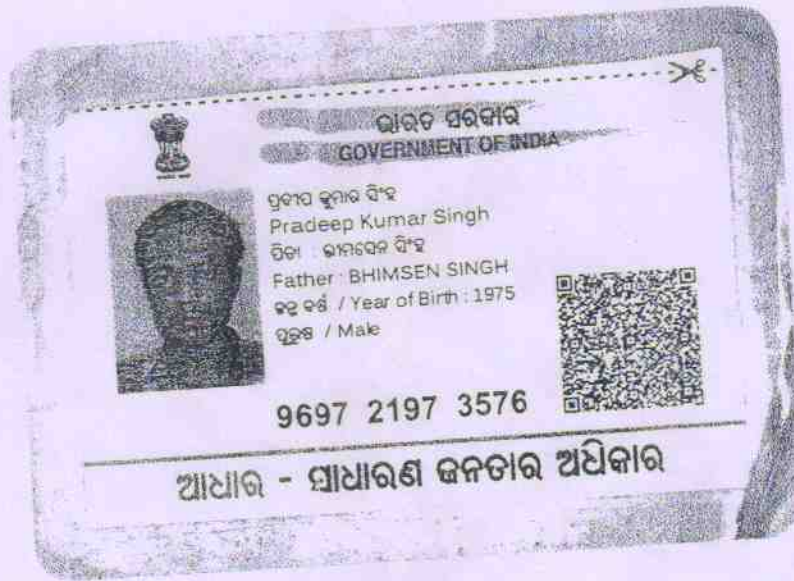 ଭାରତ ସରକାର
GOVERNMENT OF INDIA
ପ୍ରଦୀପ କୁମାର ସିଂହ
Pradeep Kumar Singh
ପିତା : ଭୀମସେନ ସିଂହ
Father : BHIMSEN SINGH
ଜନ୍ମ ବର୍ଷ / Year of Birth : 1975
ପୁରୁଷ / Male
9697 2197 3576
ଆଧାର - ସାଧାରଣ ଜନତାର ଅଧିକାର